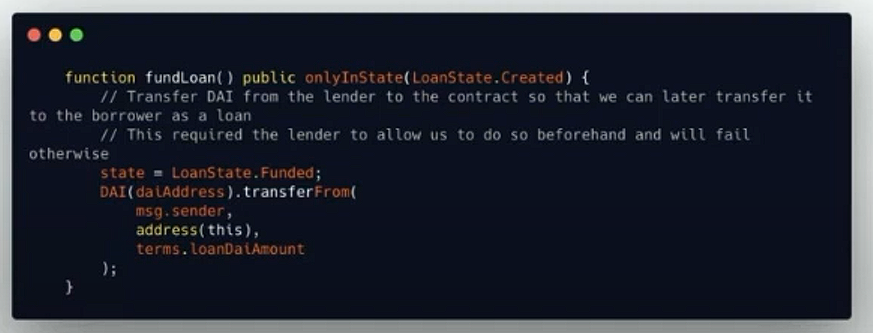 function fundLoan() public onlyInState(LoanState.Created) {
// Transfer DAI from the lender to the contract so that we can later transfer it
to the borrower as a loan
// This required the lender to allow us to do so beforehand and will fail
otherwise
state = LoanState.Funded;
DAI(daiAddress).transferFrom(
msg.sender,
address(this),
terms.loanDaiAmount
);
}